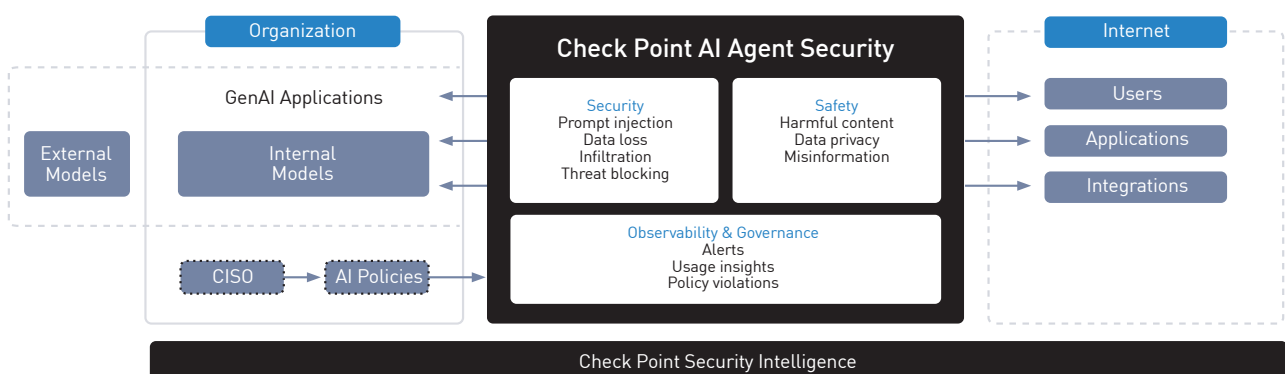 Organization
GenAI Applications
External
Models
Internal
Models
CISO
AI Policies
Check Point AI Agent Security
Security
Prompt injection
Data loss
Infiltration
Threat blocking
Safety
Harmful content
Data privacy
Misinformation
Observability & Governance
Alerts
Usage insights
Policy violations
Internet
Users
Applications
Integrations
Check Point Security Intelligence